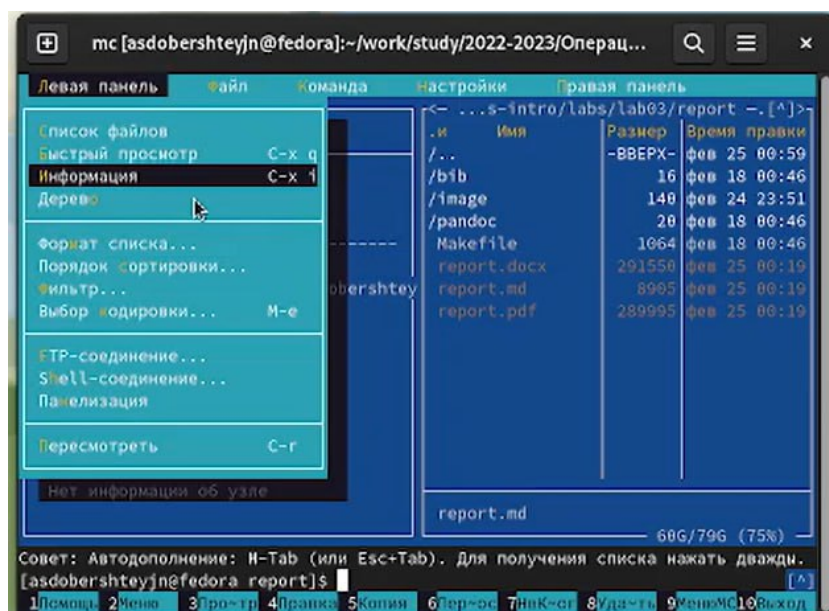 mc [asdobershteyjn@fedora]:~/work/study/2022-2023/Операц...
Левая панель Файл Команда Настройки Правая панель
Список файлов
Быстрый просмотр C-x q
Информация C-x i
Дерево
Формат списка...
Порядок сортировки...
Фильтр...
Выбор кодировки... M-e
FTP-соединение...
Shell-соединение...
Панелизация
Пересмотреть C-r
Нет информации об узле
obershtey
<— ...s-intro/labs/lab03/report —.[^]>
.и Имя Размер Время правки
/.. -ВВЕРХ- фев 25 00:59
/bib 16 фев 18 00:46
/image 140 фев 24 23:51
/pandoc 20 фев 18 00:46
Makefile 1064 фев 18 00:46
report.docx 291550 фев 25 00:19
report.md 8905 фев 25 00:19
report.pdf 289995 фев 25 00:19
report.md
60G/79G (75%)
Совет: Автодополнение: M-Tab (или Esc+Tab). Для получения списка нажать дважды.
[asdobershteyjn@fedora report]$ [^]
1Помощь 2Меню 3Про~тр 4Правка 5Копия 6Пер~ос 7НвК~ог 8Уда~ть 9МенюMC 10Выход